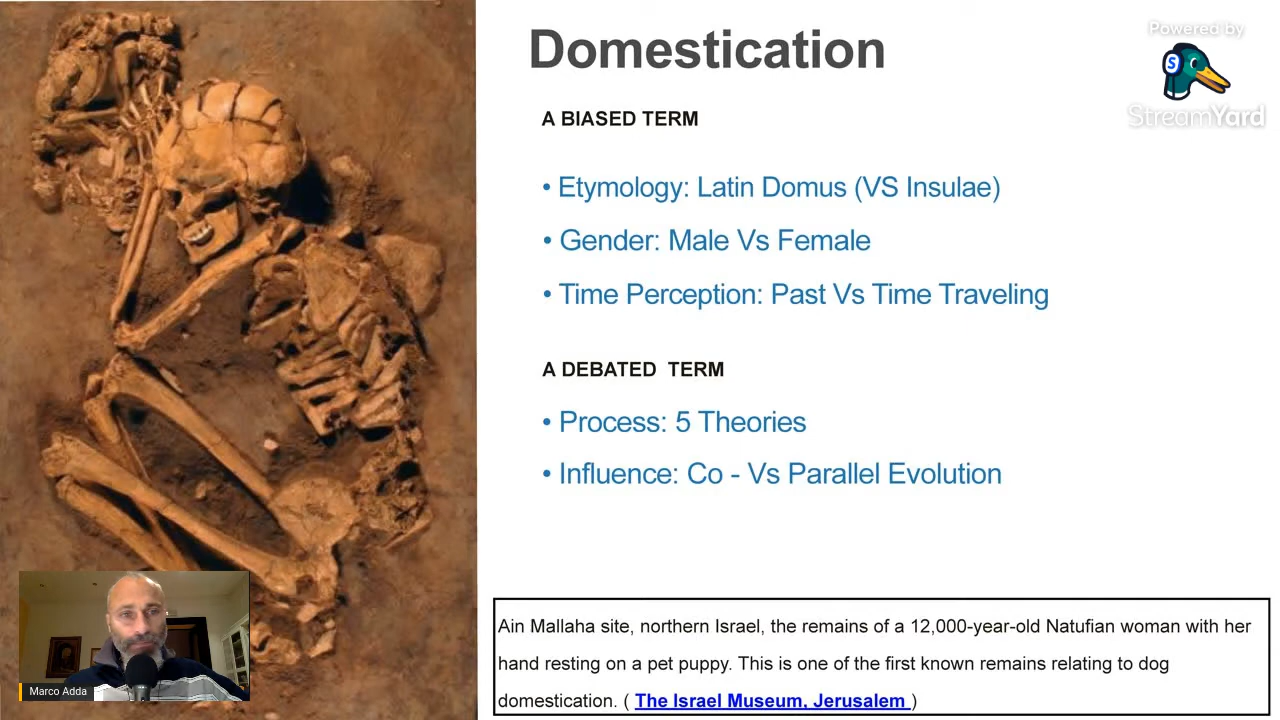 Domestication
Powered by
S
StreamYard
A BIASED TERM
• Etymology: Latin Domus (VS Insulae)
• Gender: Male Vs Female
• Time Perception: Past Vs Time Traveling
A DEBATED TERM
• Process: 5 Theories
• Influence: Co - Vs Parallel Evolution
Ain Mallaha site, northern Israel, the remains of a 12,000-year-old Natufian woman with her
hand resting on a pet puppy. This is one of the first known remains relating to dog
domestication. ( The Israel Museum, Jerusalem )
Marco Adda